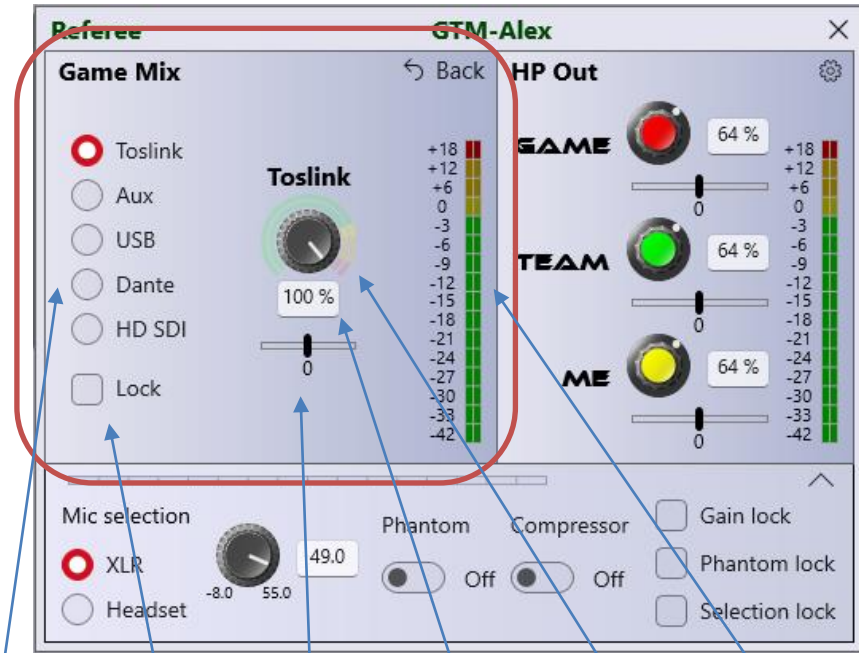 Referee GTM-Alex
Game Mix Back
Toslink
Aux
USB
Dante
HD SDI
Lock
Toslink
100 %
0
+18
+12
+6
0
-3
-6
-9
-12
-15
-18
-21
-24
-27
-30
-33
-42
HP Out
GAME 64 %
0
TEAM 64 %
0
ME 64 %
0
+18
+12
+6
0
-3
-6
-9
-12
-15
-18
-21
-24
-27
-30
-33
-42
Mic selection
XLR
Headset
49.0
-8.0 55.0
Phantom
Off
Compressor
Off
Gain lock
Phantom lock
Selection lock